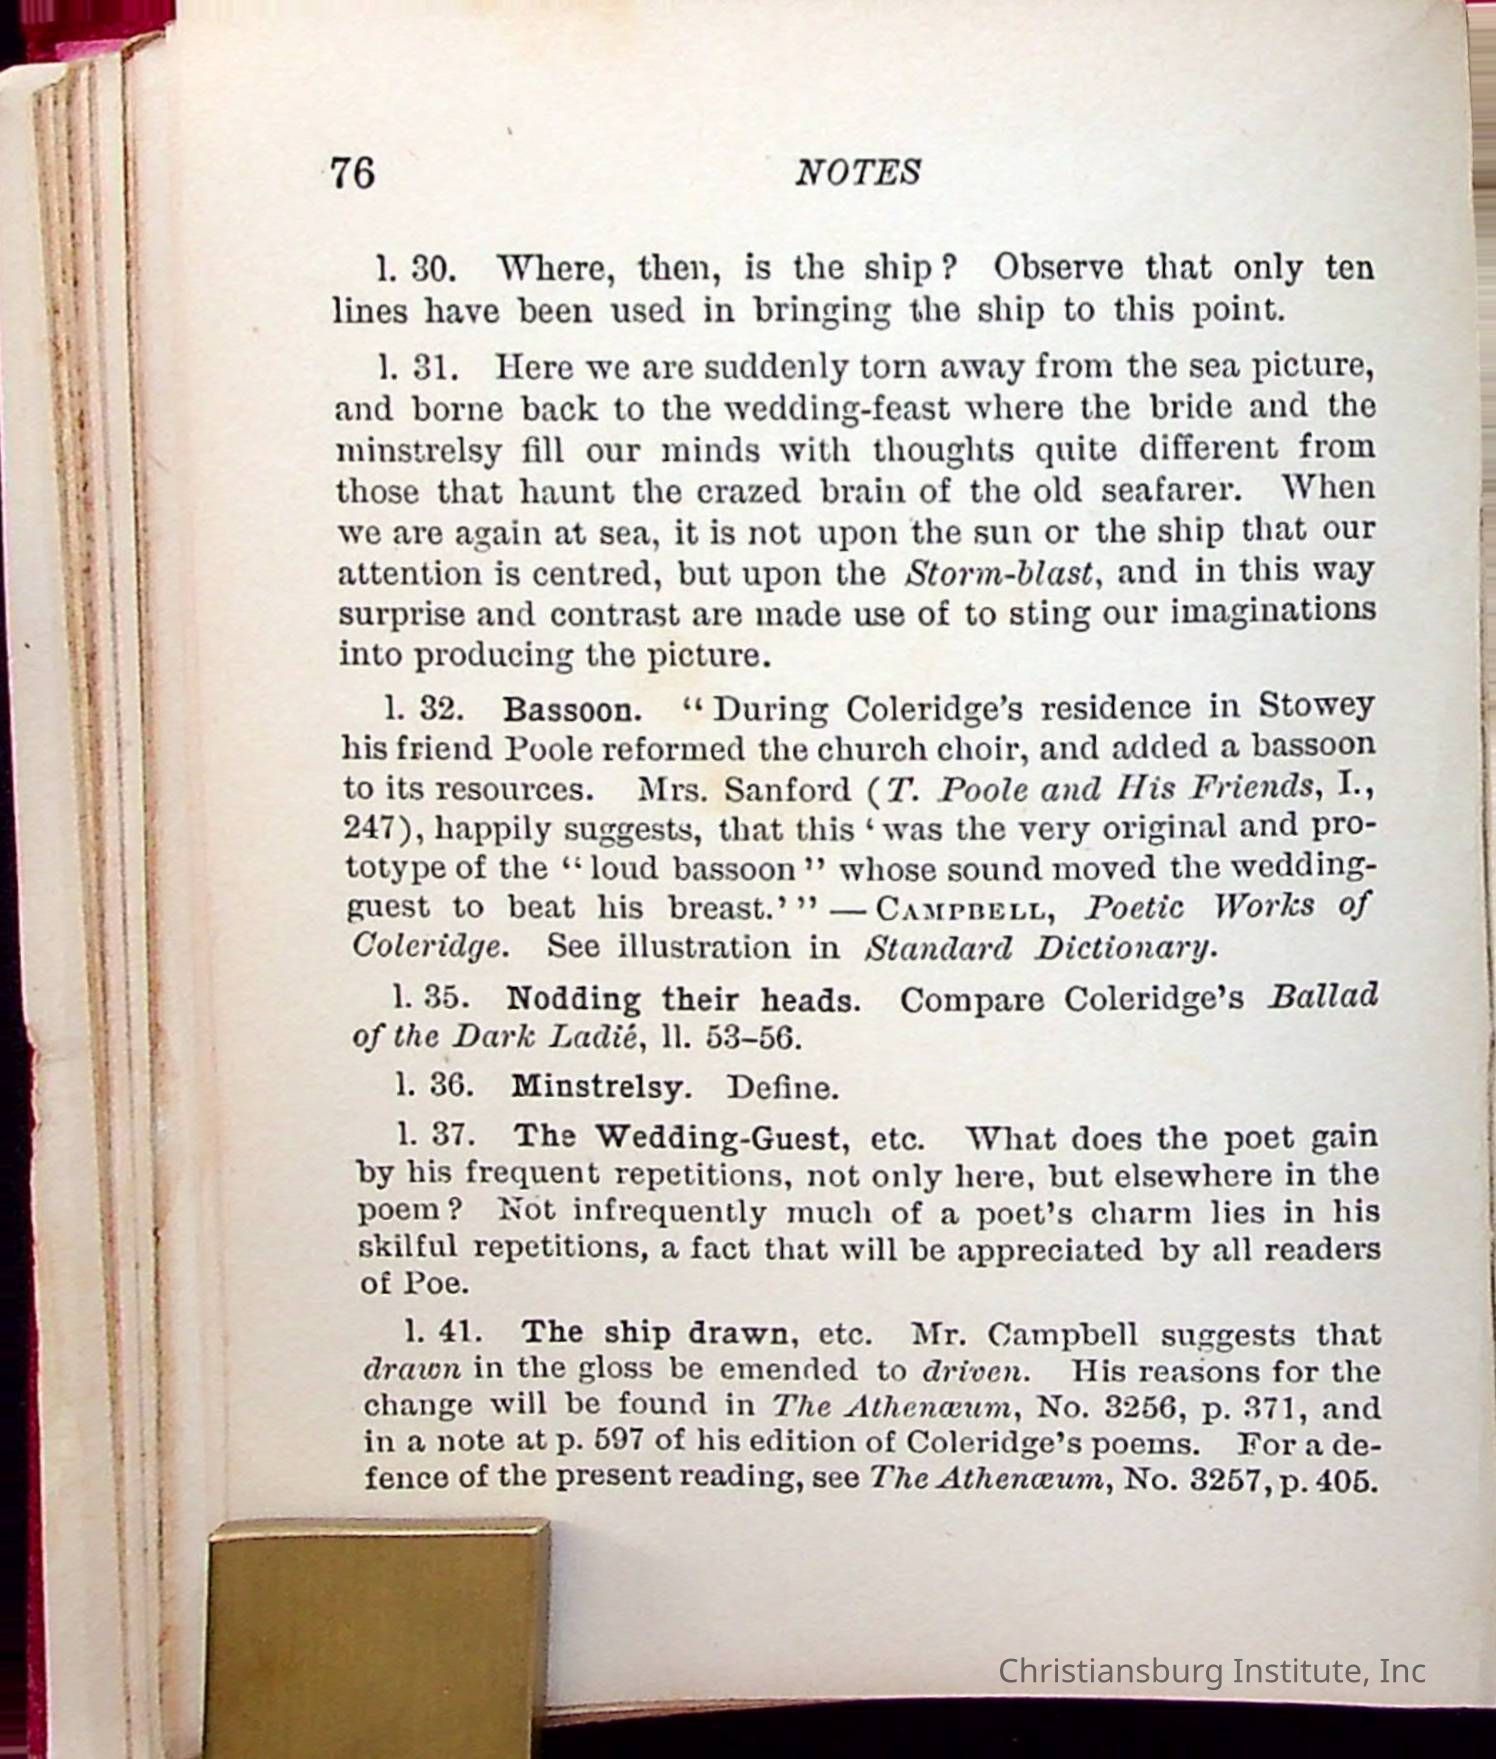 76 NOTES
l. 30. Where, then, is the ship? Observe that only ten
lines have been used in bringing the ship to this point.
l. 31. Here we are suddenly torn away from the sea picture,
and borne back to the wedding-feast where the bride and the
minstrelsy fill our minds with thoughts quite different from
those that haunt the crazed brain of the old seafarer. When
we are again at sea, it is not upon the sun or the ship that our
attention is centred, but upon the Storm-blast, and in this way
surprise and contrast are made use of to sting our imaginations
into producing the picture.
l. 32. Bassoon. "During Coleridge's residence in Stowey
his friend Poole reformed the church choir, and added a bassoon
to its resources. Mrs. Sanford (T. Poole and His Friends, I.,
247), happily suggests, that this 'was the very original and pro-
totype of the "loud bassoon" whose sound moved the wedding-
guest to beat his breast.'" — CAMPBELL, Poetic Works of
Coleridge. See illustration in Standard Dictionary.
l. 35. Nodding their heads. Compare Coleridge's Ballad
of the Dark Ladié, ll. 53–56.
l. 36. Minstrelsy. Define.
l. 37. The Wedding-Guest, etc. What does the poet gain
by his frequent repetitions, not only here, but elsewhere in the
poem? Not infrequently much of a poet's charm lies in his
skilful repetitions, a fact that will be appreciated by all readers
of Poe.
l. 41. The ship drawn, etc. Mr. Campbell suggests that
drawn in the gloss be emended to driven. His reasons for the
change will be found in The Athenæum, No. 3256, p. 371, and
in a note at p. 597 of his edition of Coleridge's poems. For a de-
fence of the present reading, see The Athenæum, No. 3257, p. 405.
Christiansburg Institute, Inc